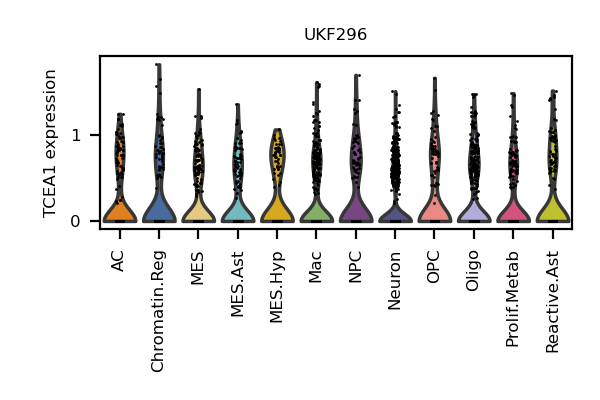 UKF296
TCEA1 expression
1
0
AC
Chromatin.Reg
MES
MES.Ast
MES.Hyp
Mac
NPC
Neuron
OPC
Oligo
Prolif.Metab
Reactive.Ast